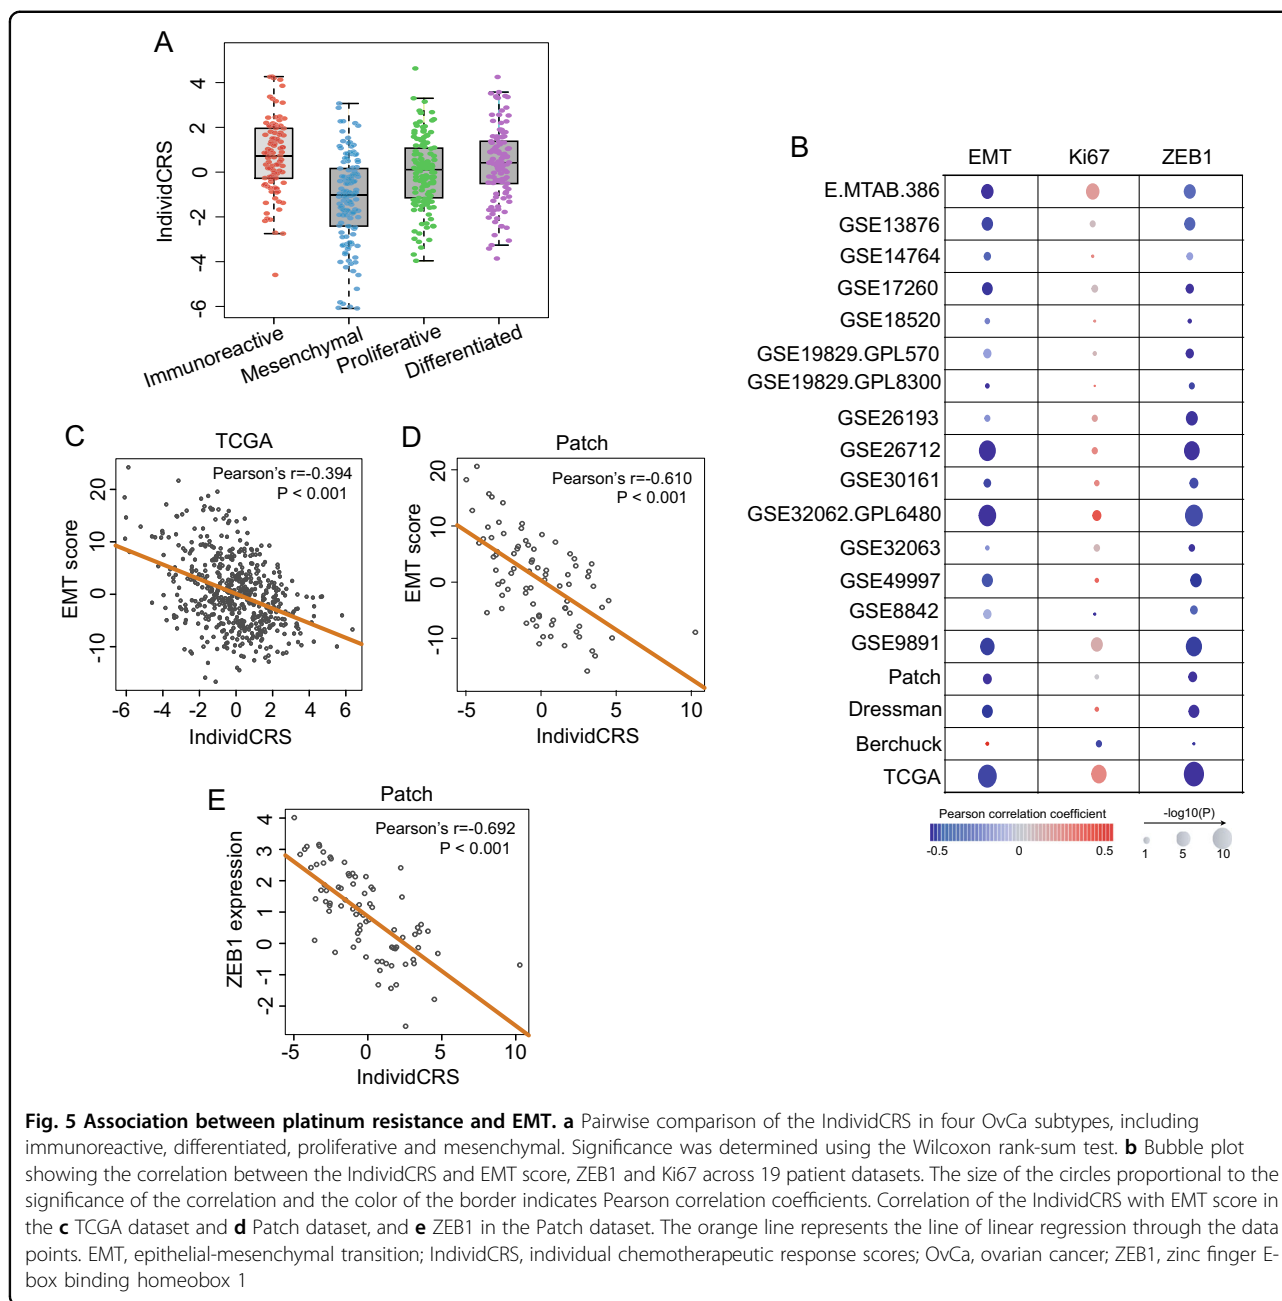 A
IndividCRS
4
2
0
-2
-4
-6
Immunoreactive
Mesenchymal
Proliferative
Differentiated
B
EMT Ki67 ZEB1
E.MTAB.386
GSE13876
GSE14764
GSE17260
GSE18520
GSE19829.GPL570
GSE19829.GPL8300
GSE26193
GSE26712
GSE30161
GSE32062.GPL6480
GSE32063
GSE49997
GSE8842
GSE9891
Patch
Dressman
Berchuck
TCGA
Pearson correlation coefficient
-0.5 0 0.5
-log10(P)
1 5 10
C
TCGA
Pearson's r=-0.394
P < 0.001
EMT score
20
10
0
-10
-6 -4 -2 0 2 4 6
IndividCRS
D
Patch
Pearson's r=-0.610
P < 0.001
EMT score
20
10
0
-10
-5 0 5 10
IndividCRS
E
Patch
Pearson's r=-0.692
P < 0.001
ZEB1 expression
4
3
2
1
0
-1
-2
-5 0 5 10
IndividCRS
Fig. 5 Association between platinum resistance and EMT. a Pairwise comparison of the IndividCRS in four OvCa subtypes, including
immunoreactive, differentiated, proliferative and mesenchymal. Significance was determined using the Wilcoxon rank-sum test. b Bubble plot
showing the correlation between the IndividCRS and EMT score, ZEB1 and Ki67 across 19 patient datasets. The size of the circles proportional to the
significance of the correlation and the color of the border indicates Pearson correlation coefficients. Correlation of the IndividCRS with EMT score in
the c TCGA dataset and d Patch dataset, and e ZEB1 in the Patch dataset. The orange line represents the line of linear regression through the data
points. EMT, epithelial-mesenchymal transition; IndividCRS, individual chemotherapeutic response scores; OvCa, ovarian cancer; ZEB1, zinc finger E-
box binding homeobox 1